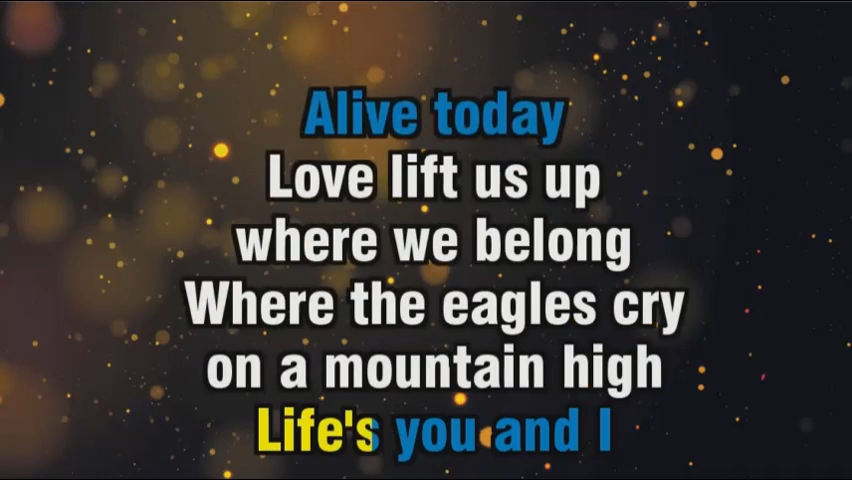 Alive today
Love lift us up
where we belong
Where the eagles cry
on a mountain high
Life's you and I